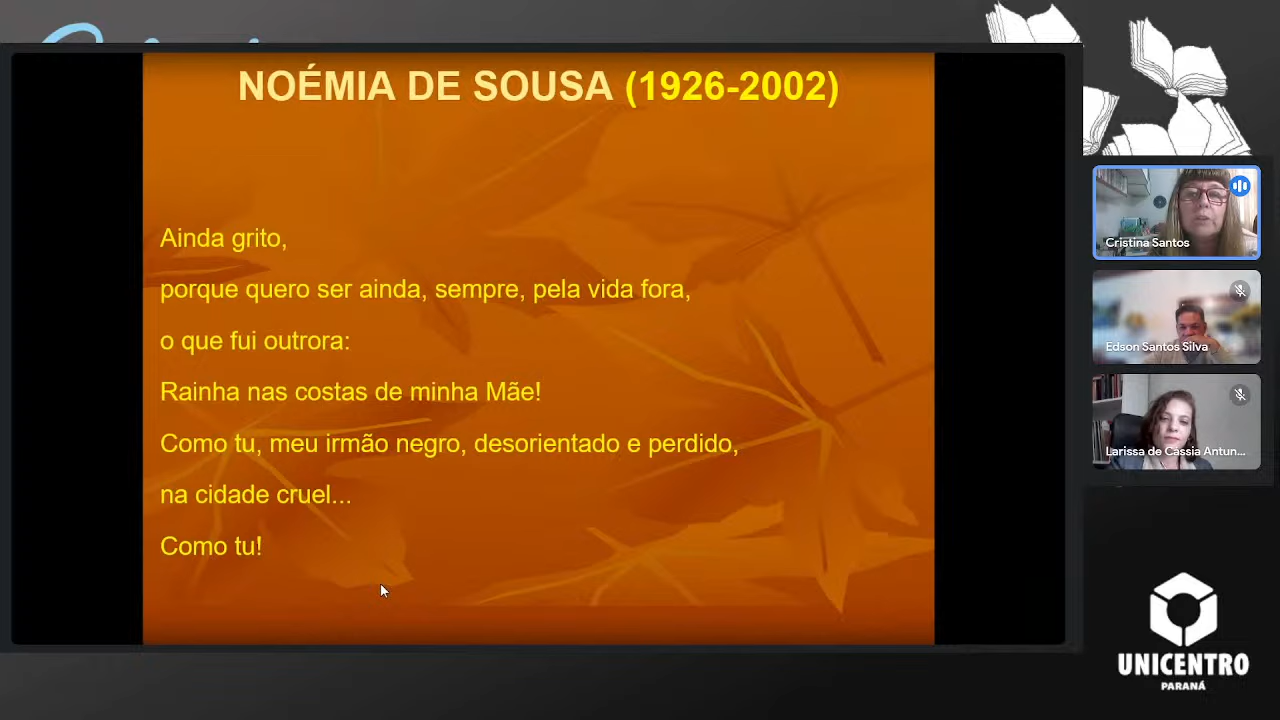 NOÉMIA DE SOUSA (1926-2002)
Ainda grito,
porque quero ser ainda, sempre, pela vida fora,
o que fui outrora:
Rainha nas costas de minha Mãe!
Como tu, meu irmão negro, desorientado e perdido,
na cidade cruel...
Como tu!
Cristina Santos
Edson Santos Silva
Larissa de Cassia Antun...
UNICENTRO
PARANÁ